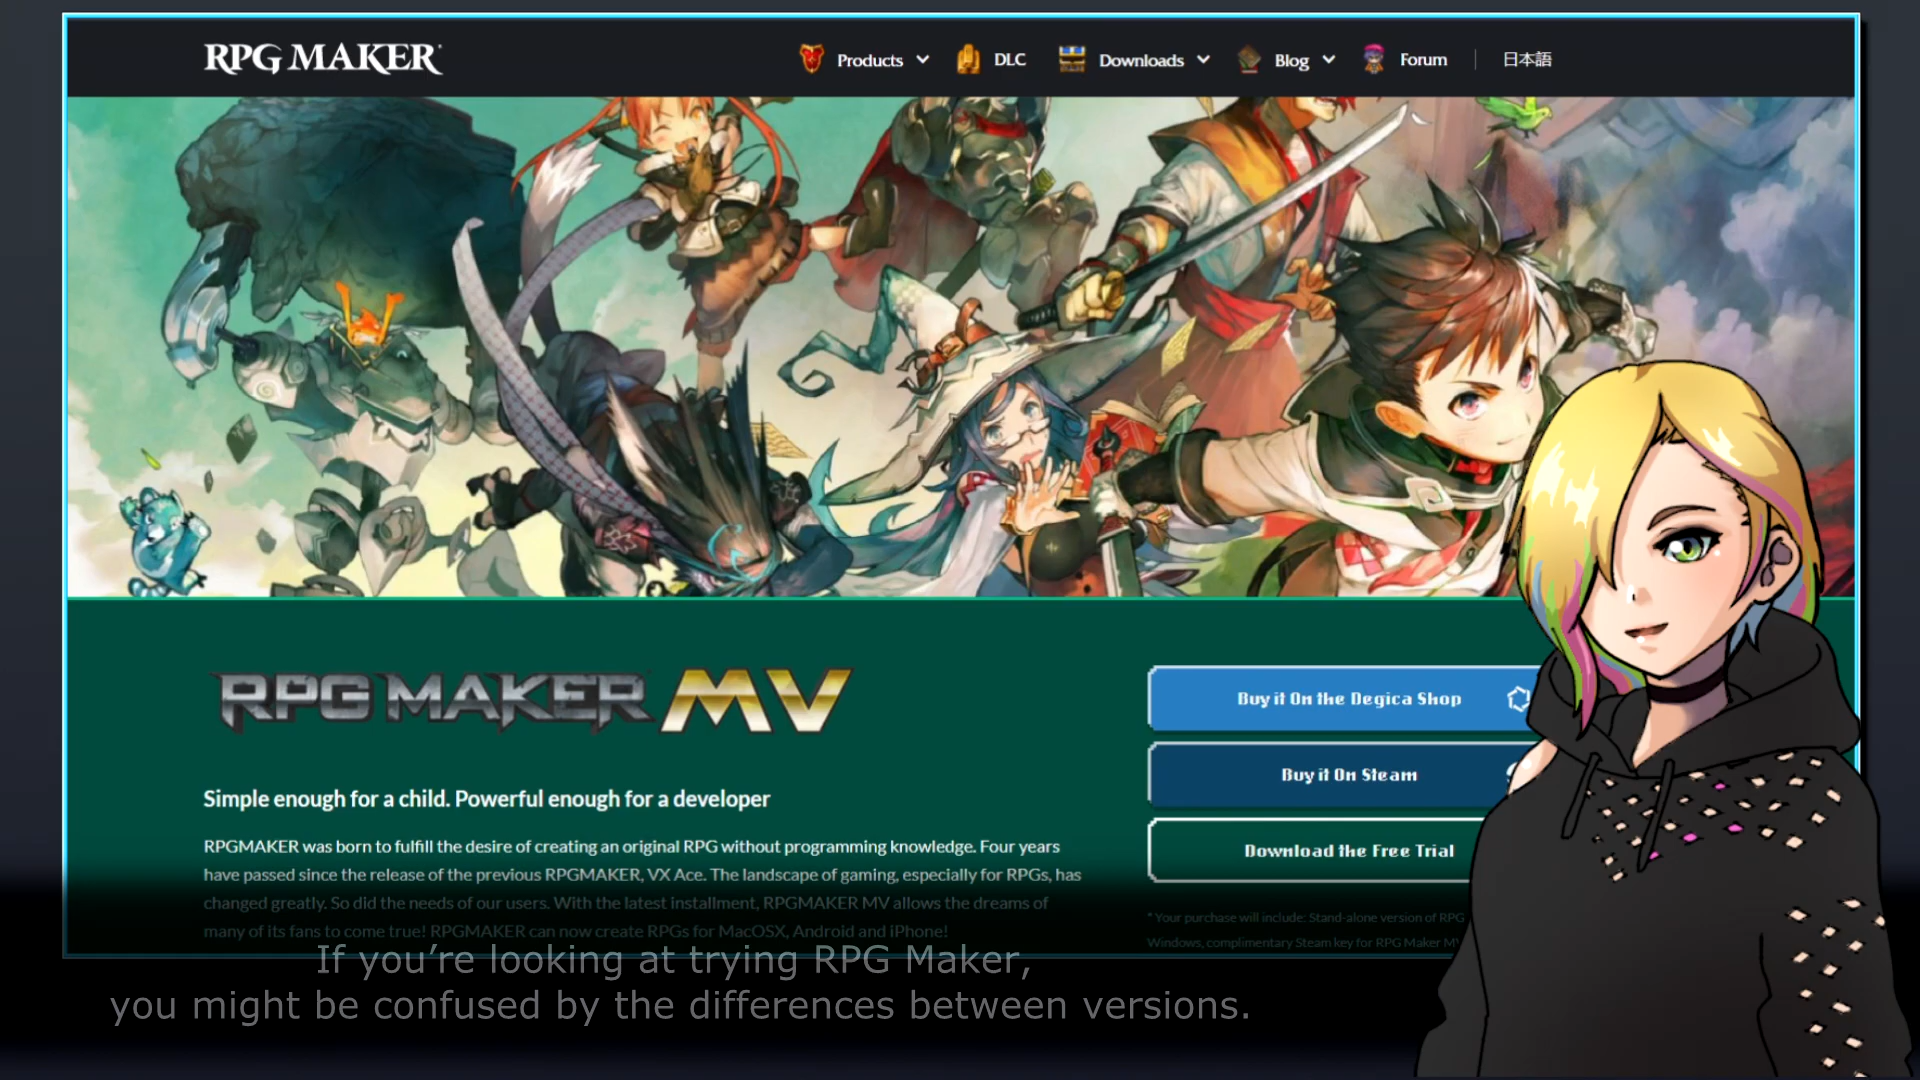 RPG MAKER
Products
DLC
Downloads
Blog
Forum
日本語
RPG MAKER MV
Simple enough for a child. Powerful enough for a developer
RPGMAKER was born to fulfill the desire of creating an original RPG without programming knowledge. Four years
have passed since the release of the previous RPGMAKER, VX Ace. The landscape of gaming, especially for RPGs, has
changed greatly. So did the needs of our users. With the latest installment, RPGMAKER MV allows the dreams of
many of its fans to come true! RPGMAKER can now create RPGs for MacOSX, Android and iPhone!
Buy it On the Degica Shop
Buy it On Steam
Download the Free Trial
* Your purchase will include: Stand-alone version of RPG
Windows, complimentary Steam key for RPG Maker
If you’re looking at trying RPG Maker,
you might be confused by the differences between versions.